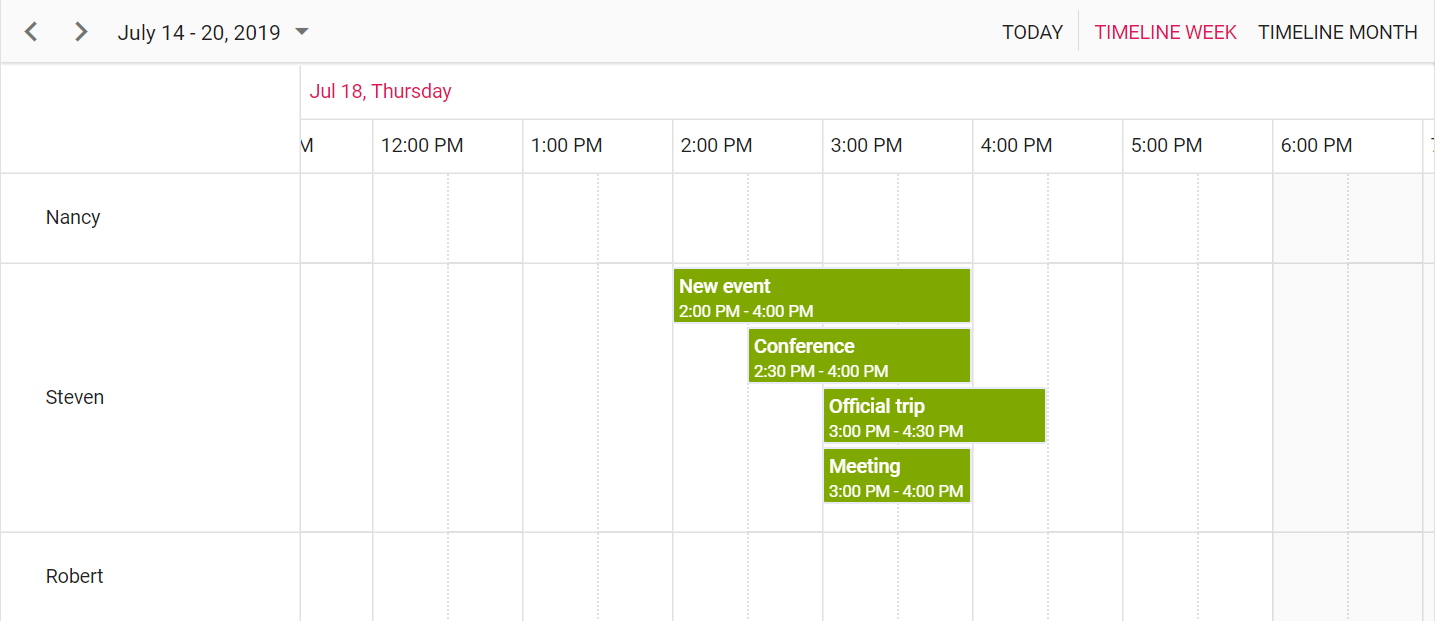 July 14 - 20, 2019 TODAY TIMELINE WEEK TIMELINE MONTH
Jul 18, Thursday
M 12:00 PM 1:00 PM 2:00 PM 3:00 PM 4:00 PM 5:00 PM 6:00 PM
Nancy
New event
2:00 PM - 4:00 PM
Conference
2:30 PM - 4:00 PM
Steven
Official trip
3:00 PM - 4:30 PM
Meeting
3:00 PM - 4:00 PM
Robert